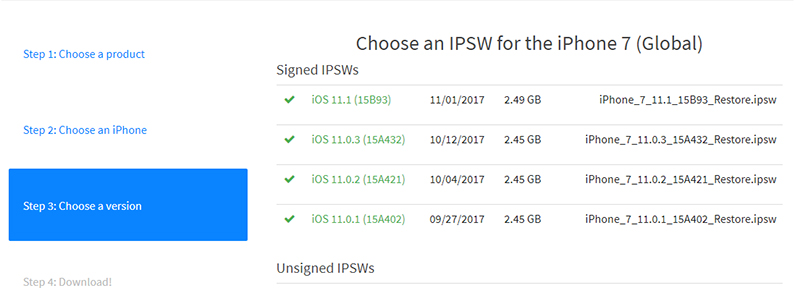 Choose an IPSW for the iPhone 7 (Global)
Step 1: Choose a product
Step 2: Choose an iPhone
Step 3: Choose a version
Step 4: Download!
Signed IPSWs
iOS 11.1 (15B93) 11/01/2017 2.49 GB iPhone_7_11.1_15B93_Restore.ipsw
iOS 11.0.3 (15A432) 10/12/2017 2.45 GB iPhone_7_11.0.3_15A432_Restore.ipsw
iOS 11.0.2 (15A421) 10/04/2017 2.45 GB iPhone_7_11.0.2_15A421_Restore.ipsw
iOS 11.0.1 (15A402) 09/27/2017 2.45 GB iPhone_7_11.0.1_15A402_Restore.ipsw
Unsigned IPSWs